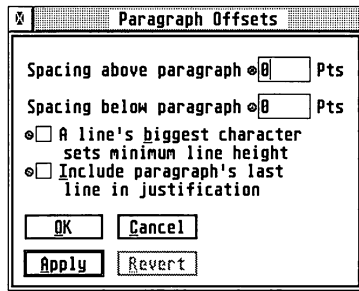 Paragraph Offsets
Spacing above paragraph 0 Pts
Spacing below paragraph 0 Pts
A line's biggest character
sets minimum line height
Include paragraph's last
line in justification
OK Cancel
Apply Revert